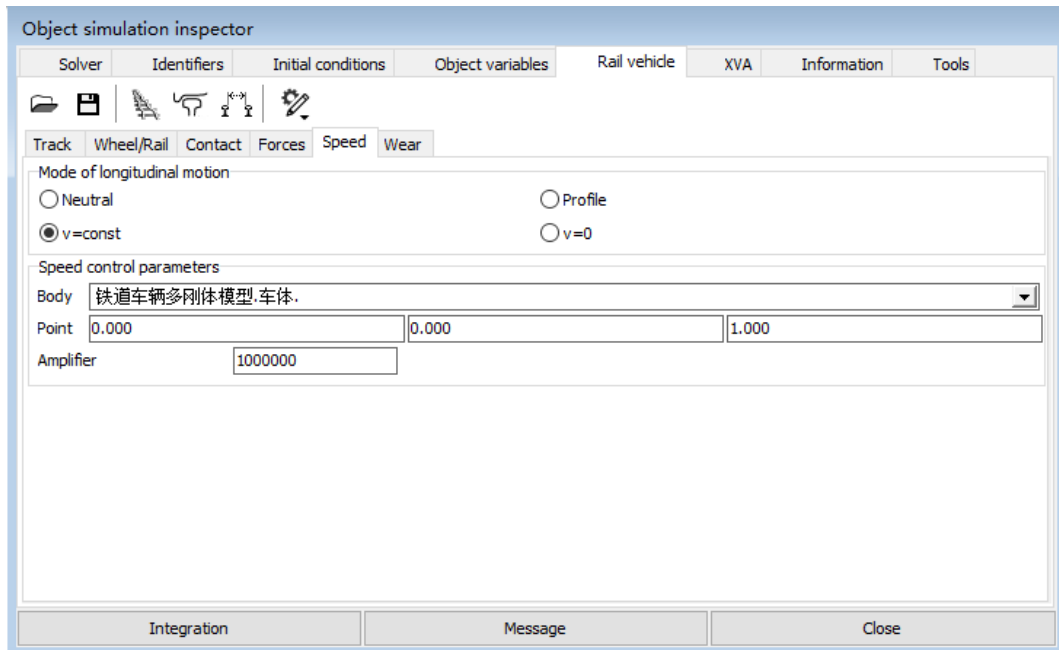 Object simulation inspector
Solver Identifiers Initial conditions Object variables Rail vehicle XVA Information Tools
Track Wheel/Rail Contact Forces Speed Wear
Mode of longitudinal motion
Neutral Profile
v=const v=0
Speed control parameters
Body 铁道车辆多刚体模型.车体.
Point 0.000 0.000 1.000
Amplifier 1000000
Integration Message Close